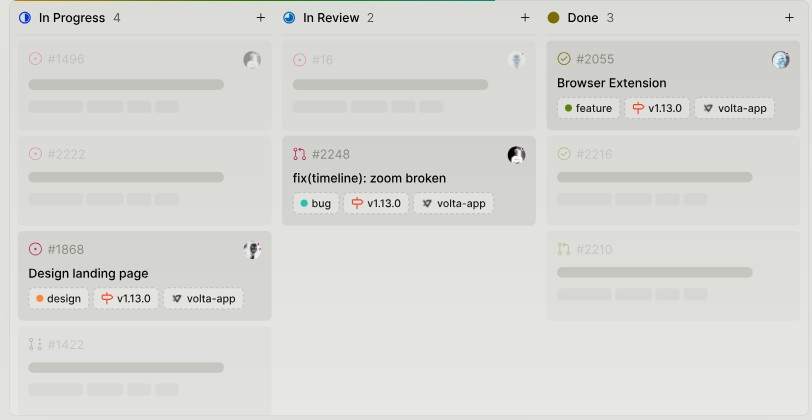 In Progress 4 +
#1496
#2222
#1868
Design landing page
design v1.13.0 volta-app
#1422
In Review 2 +
#16
#2248
fix(timeline): zoom broken
bug v1.13.0 volta-app
Done 3 +
#2055
Browser Extension
feature v1.13.0 volta-app
#2216
#2210